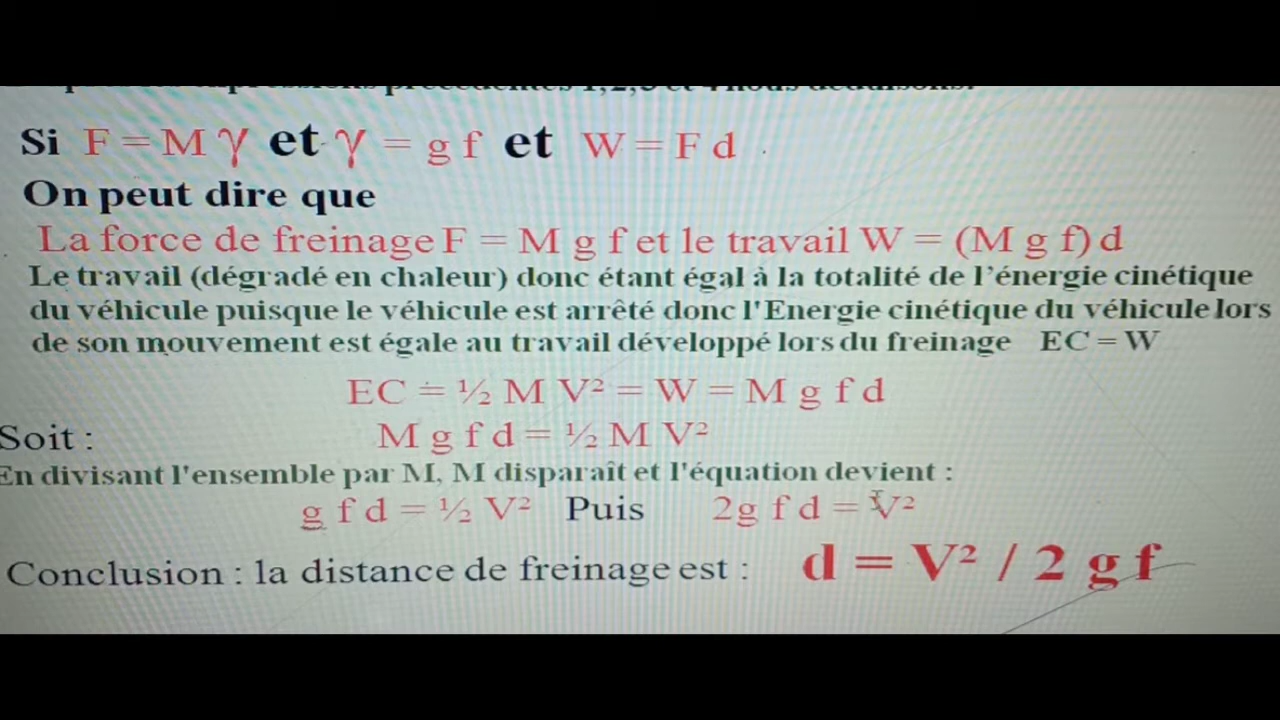 Si F = M γ et γ = g f et W = F d
On peut dire que
La force de freinage F = M g f et le travail W = (M g f) d
Le travail (dégradé en chaleur) donc étant égal à la totalité de l'énergie cinétique
du véhicule puisque le véhicule est arrêté donc l'Energie cinétique du véhicule lors
de son mouvement est égale au travail développé lors du freinage EC = W
EC = ½ M V² = W = M g f d
Soit : M g f d = ½ M V²
En divisant l'ensemble par M, M disparaît et l'équation devient :
g f d = ½ V² Puis 2g f d = V²
Conclusion : la distance de freinage est : d = V² / 2 g f